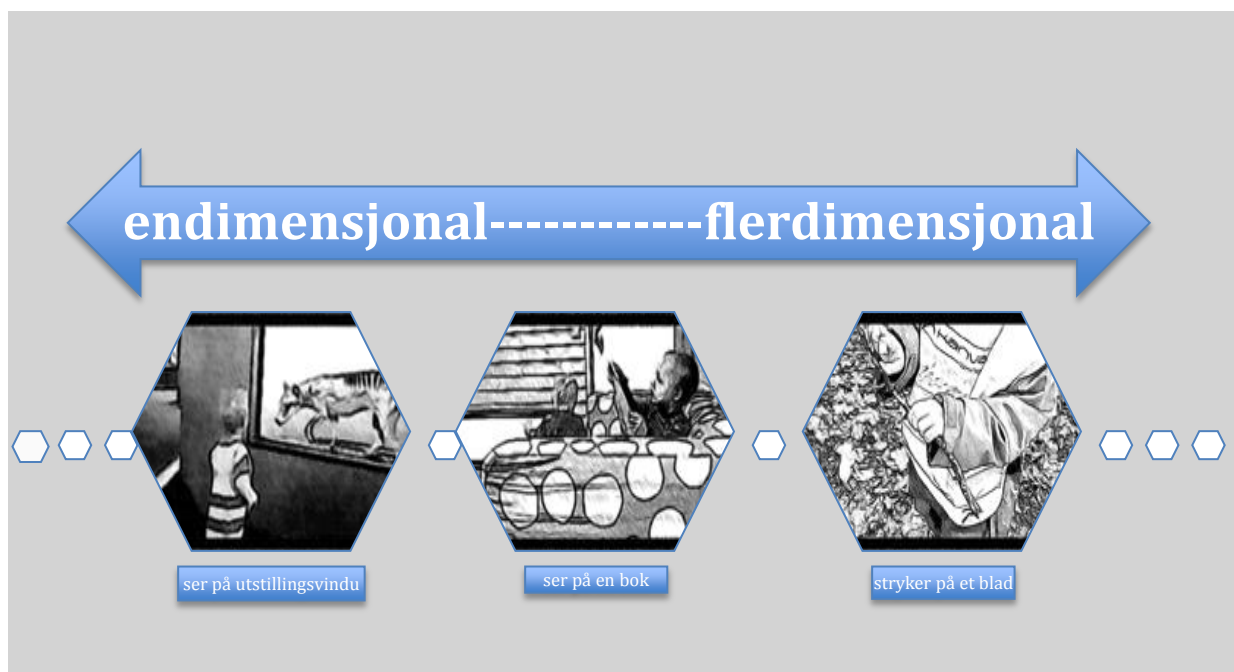 endimensjonal------------flerdimensjonal
ser på utstillingsvindu
ser på en bok
stryker på et blad